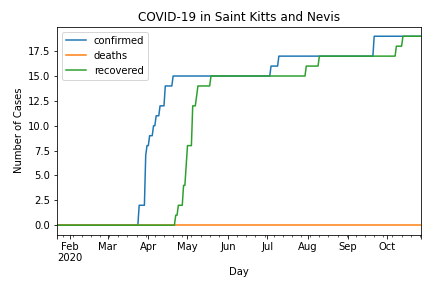 COVID-19 in Saint Kitts and Nevis
confirmed
deaths
recovered
17.5
15.0
12.5
10.0
7.5
5.0
2.5
0.0
Number of Cases
Feb Mar Apr May Jun Jul Aug Sep Oct
2020
Day